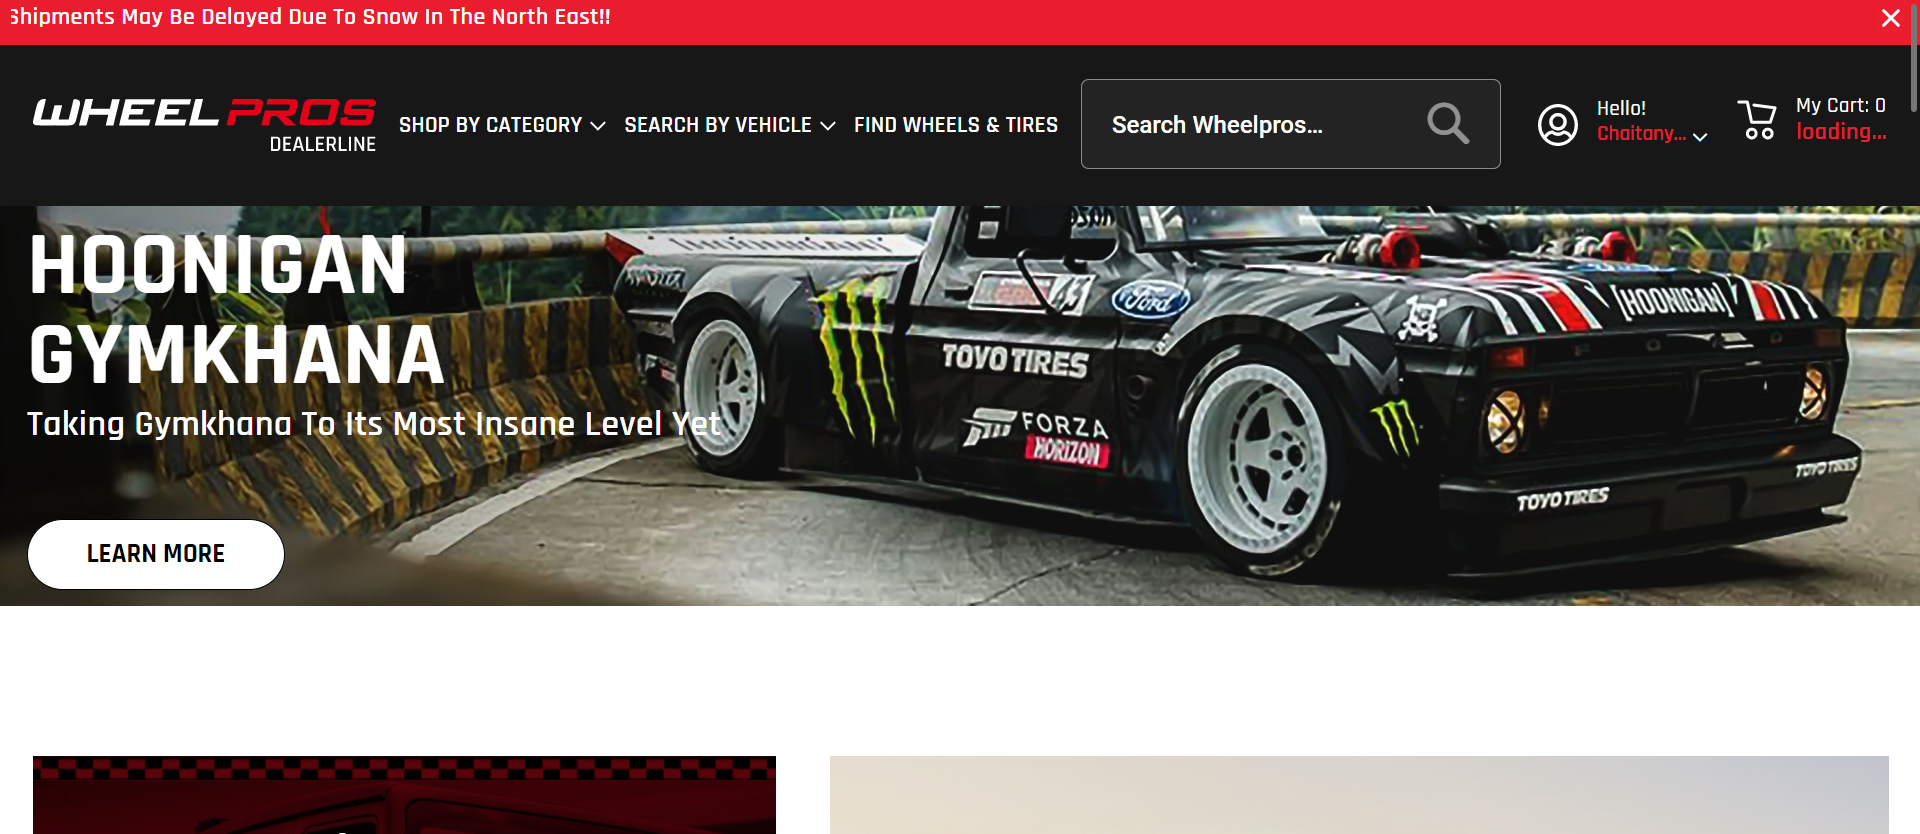 Shipments May Be Delayed Due To Snow In The North East!!
WHEEL PROS
DEALERLINE
SHOP BY CATEGORY
SEARCH BY VEHICLE
FIND WHEELS & TIRES
Search Wheelpros...
Hello!
Chaitany...
My Cart: 0
loading...
HOONIGAN
GYMKHANA
Taking Gymkhana To Its Most Insane Level Yet
LEARN MORE
Ford
[HOONIGAN]
TOYO TIRES
FORZA
HORIZON
FORD
TOYO TIRES
TOYO TIRES